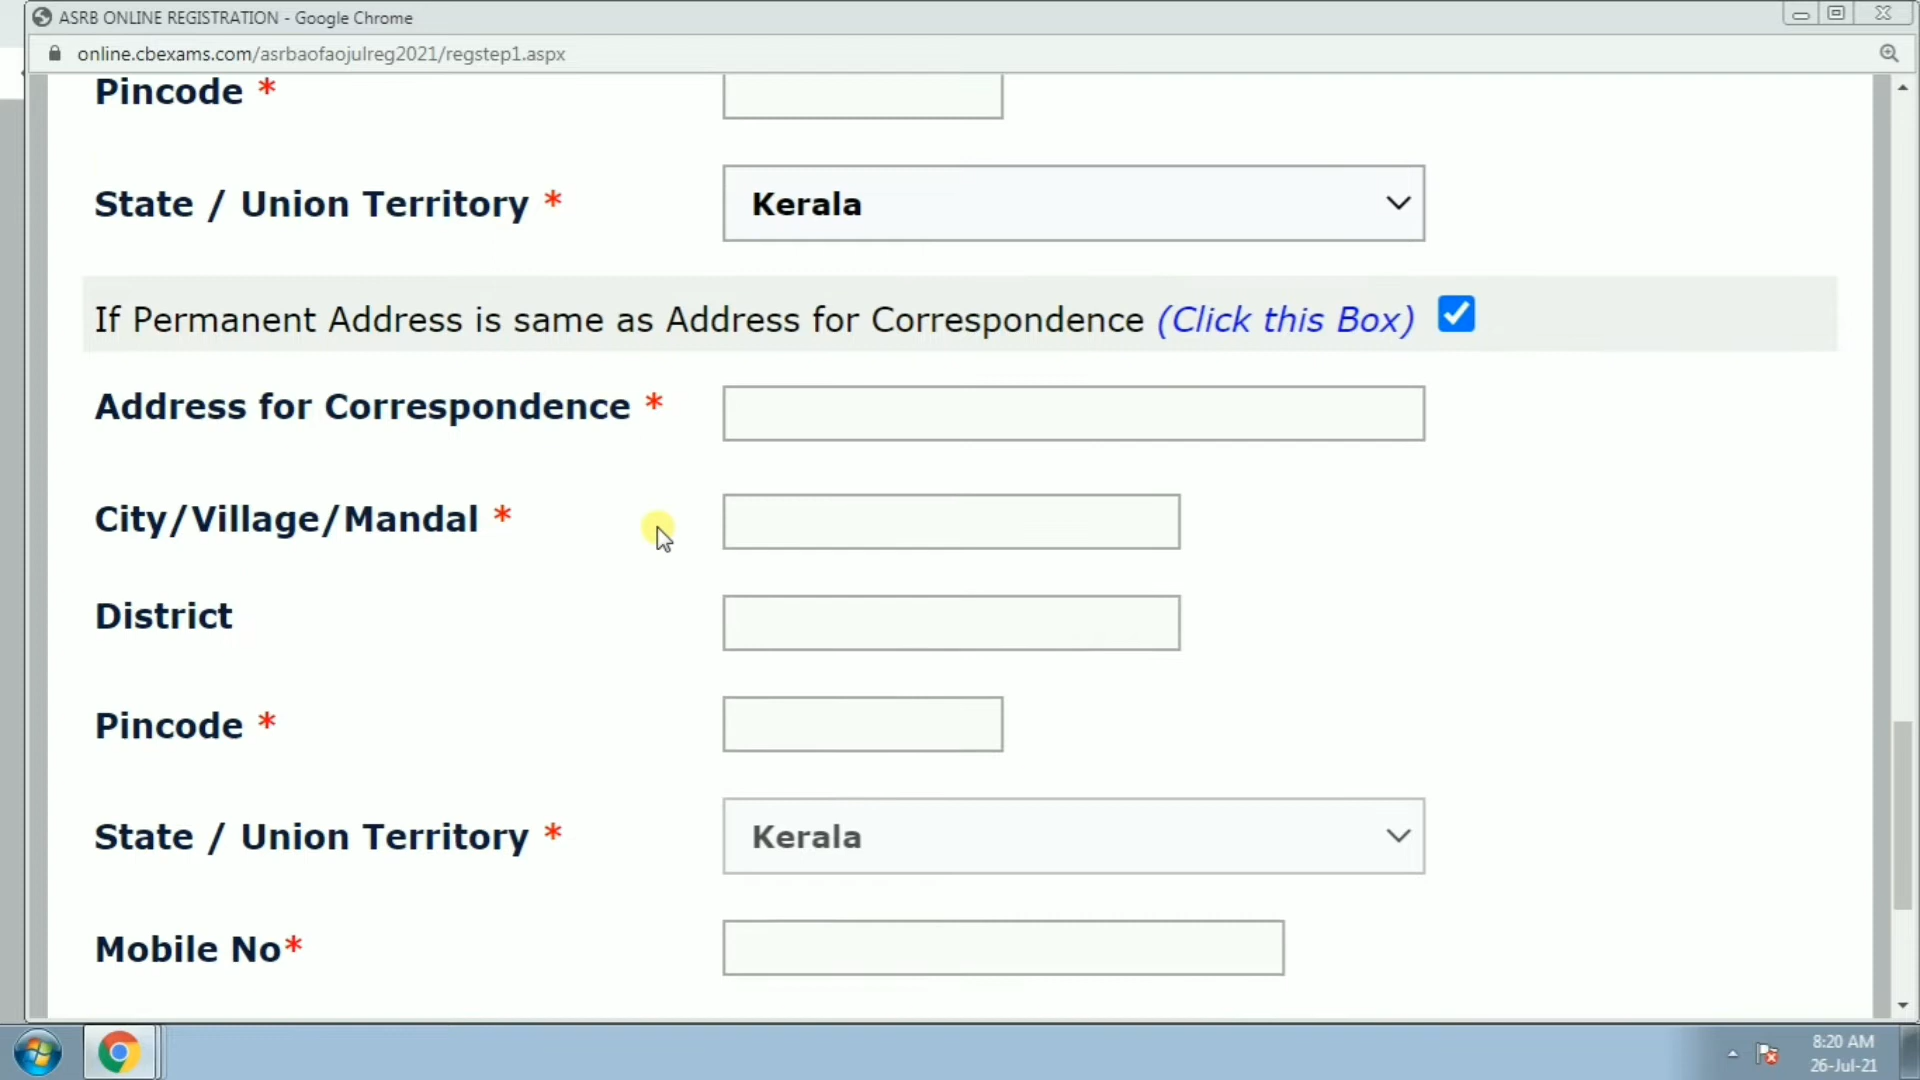 ASRB ONLINE REGISTRATION - Google Chrome
online.cbexams.com/asrbaofaojulreg2021/regstep1.aspx
Pincode *
State / Union Territory * Kerala
If Permanent Address is same as Address for Correspondence (Click this Box)
Address for Correspondence *
City/Village/Mandal *
District
Pincode *
State / Union Territory * Kerala
Mobile No*
8:20 AM
26-Jul-21